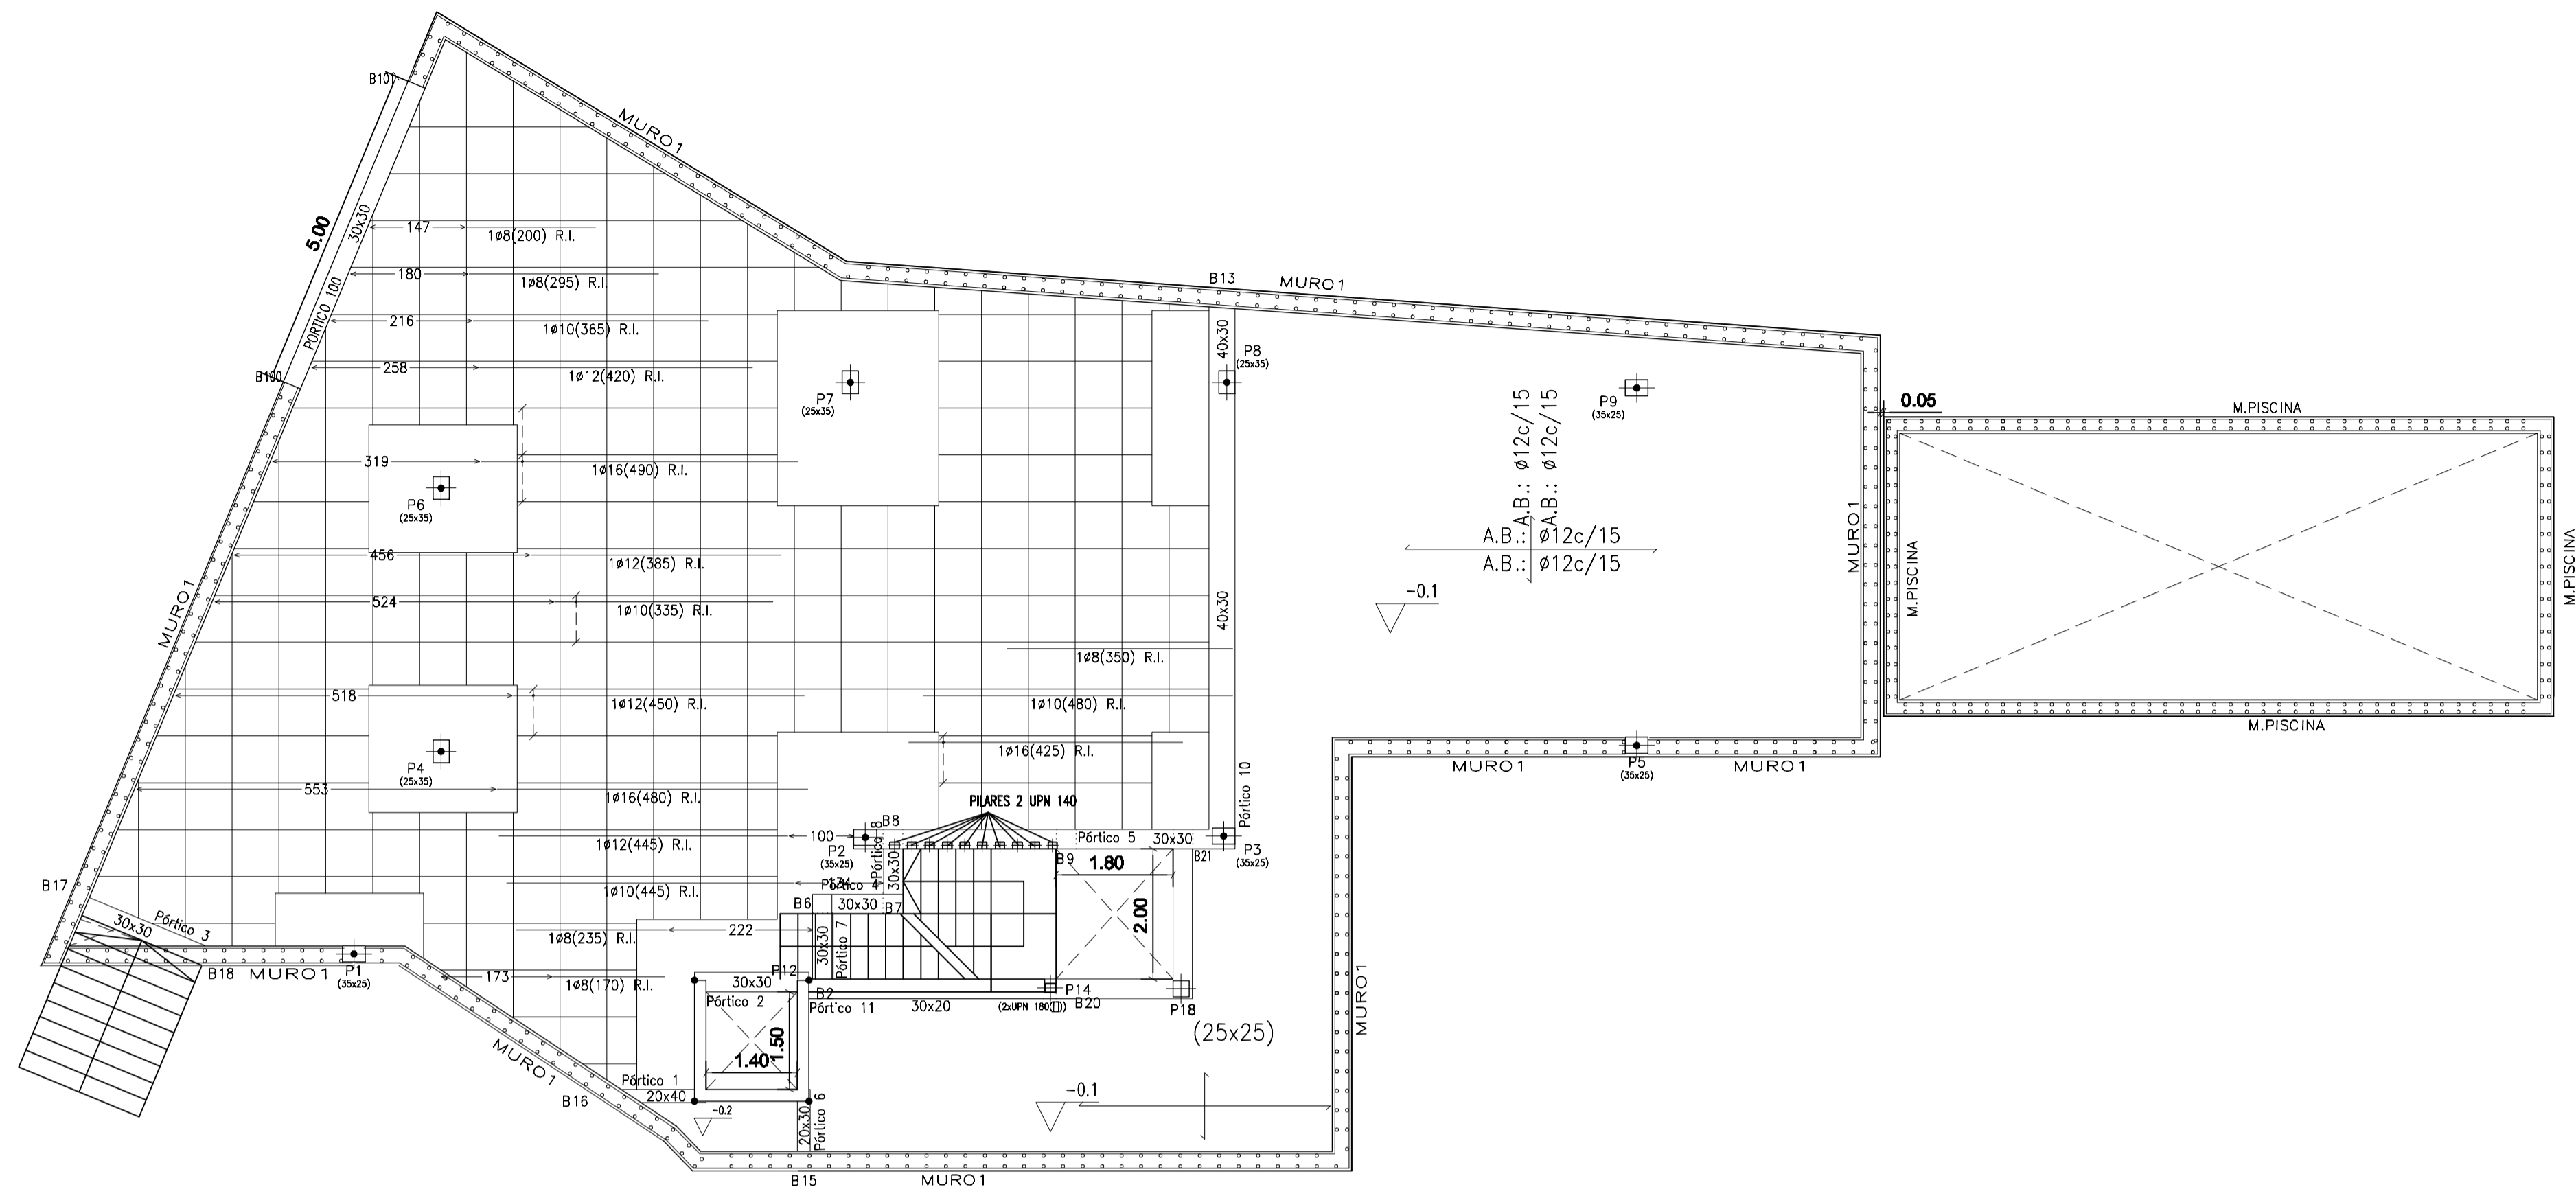 B10
MURO1
5.00
30x30
PORTICO 100
147
1ø8(200) R.I.
180
1ø8(295) R.I.
216
1ø10(365) R.I.
258
1ø12(420) R.I.
B100
B13
MURO1
40x30
P8
(25x35)
P7
(25x35)
P9
(35x25)
0.05
M.PISCINA
A.B.: ø12c/15
A.B.: ø12c/15
A.B.: ø12c/15
A.B.: ø12c/15
319
1ø16(490) R.I.
P6
(25x35)
456
1ø12(385) R.I.
524
1ø10(335) R.I.
MURO1
40x30
-0.1
MURO1
M.PISCINA
M.PISCINA
1ø8(350) R.I.
518
1ø12(450) R.I.
1ø10(480) R.I.
M.PISCINA
1ø16(425) R.I.
P4
(25x35)
553
1ø16(480) R.I.
MURO1
P5
(35x25)
MURO1
Pórtico 10
PILARES 2 UPN 140
100
1ø12(445) R.I.
P2
(35x25)
Pórtico 8
B8
Pórtico 5
30x30
P3
(35x25)
B21
B9
1.80
30x30
134
1ø10(445) R.I.
Pórtico 4
B17
B6
30x30
B7
2.00
30x30
Pórtico 3
222
1ø8(235) R.I.
30x30
Pórtico 7
B18
MURO1
P1
(35x25)
173
1ø8(170) R.I.
P12
30x30
Pórtico 2
B2
Pórtico 11
30x20
P14
(2xUPN 180([]))
B20
P18
(25x25)
MURO1
1.50
1.40
MURO1
Pórtico 1
20x40
B16
-0.2
20x30
Pórtico 6
-0.1
B15
MURO1